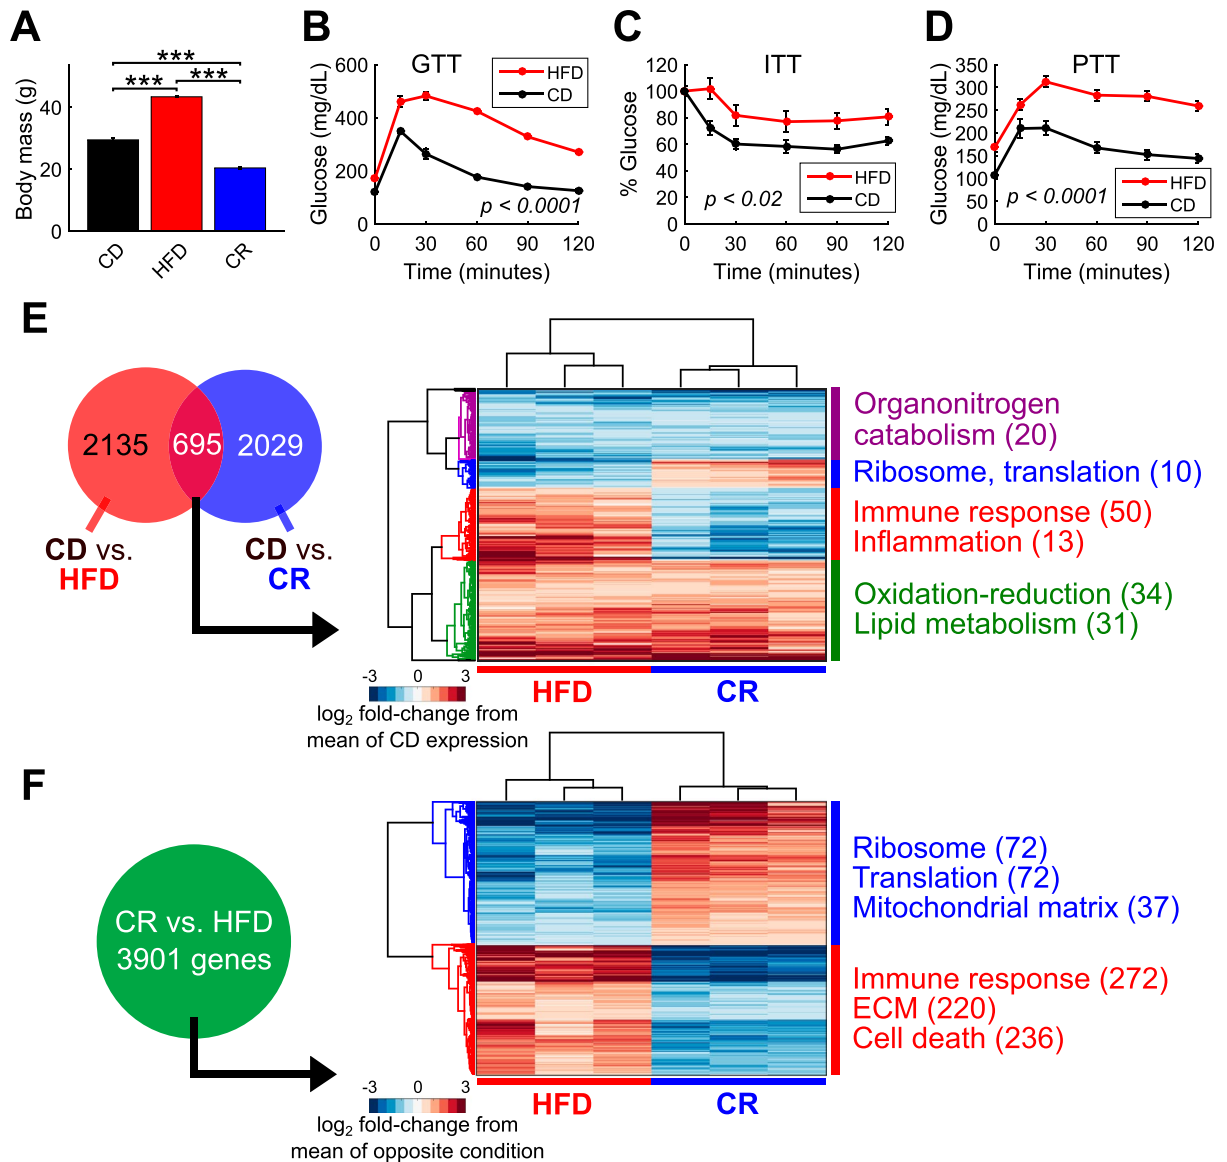 A
Body mass (g)
40
20
0
***
***
***
CD
HFD
CR
B
GTT
Glucose (mg/dL)
600
400
200
0
HFD
CD
p < 0.0001
0
30
60
90
120
Time (minutes)
C
ITT
% Glucose
120
100
80
60
40
20
0
HFD
CD
p < 0.02
0
30
60
90
120
Time (minutes)
D
PTT
Glucose (mg/dL)
350
300
250
200
150
100
50
0
HFD
CD
p < 0.0001
0
30
60
90
120
Time (minutes)
E
2135
695
2029
CD vs.
HFD
CD vs.
CR
Organonitrogen
catabolism (20)
Ribosome, translation (10)
Immune response (50)
Inflammation (13)
Oxidation-reduction (34)
Lipid metabolism (31)
HFD
CR
-3
0
3
log2 fold-change from
mean of CD expression
F
CR vs. HFD
3901 genes
Ribosome (72)
Translation (72)
Mitochondrial matrix (37)
Immune response (272)
ECM (220)
Cell death (236)
HFD
CR
-3
0
3
log2 fold-change from
mean of opposite condition